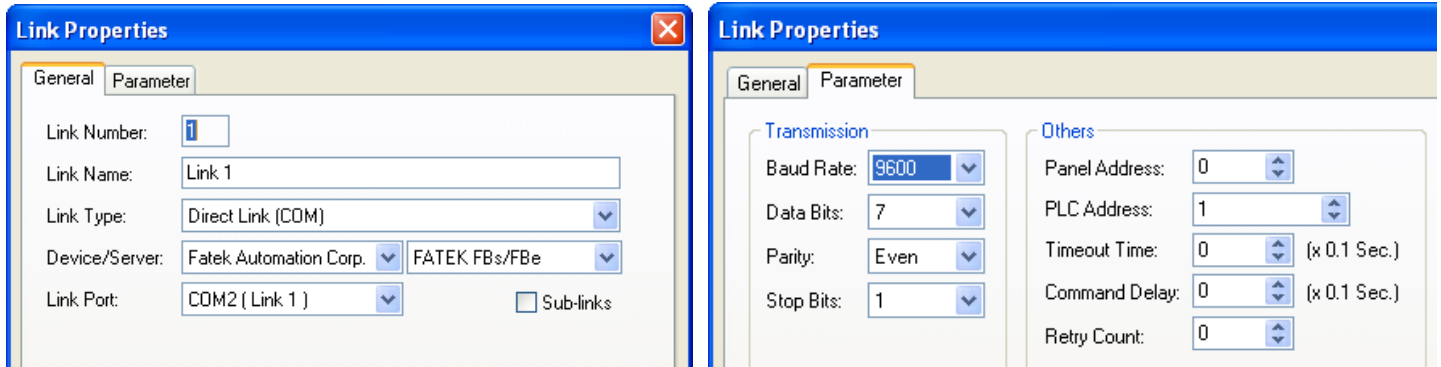 Link Properties
General Parameter
Link Number: 1
Link Name: Link 1
Link Type: Direct Link (COM)
Device/Server: Fatek Automation Corp. FATEK FBs/FBe
Link Port: COM2 ( Link 1 ) Sub-links
Link Properties
General Parameter
Transmission
Baud Rate: 9600
Data Bits: 7
Parity: Even
Stop Bits: 1
Others
Panel Address: 0
PLC Address: 1
Timeout Time: 0 (x 0.1 Sec.)
Command Delay: 0 (x 0.1 Sec.)
Retry Count: 0